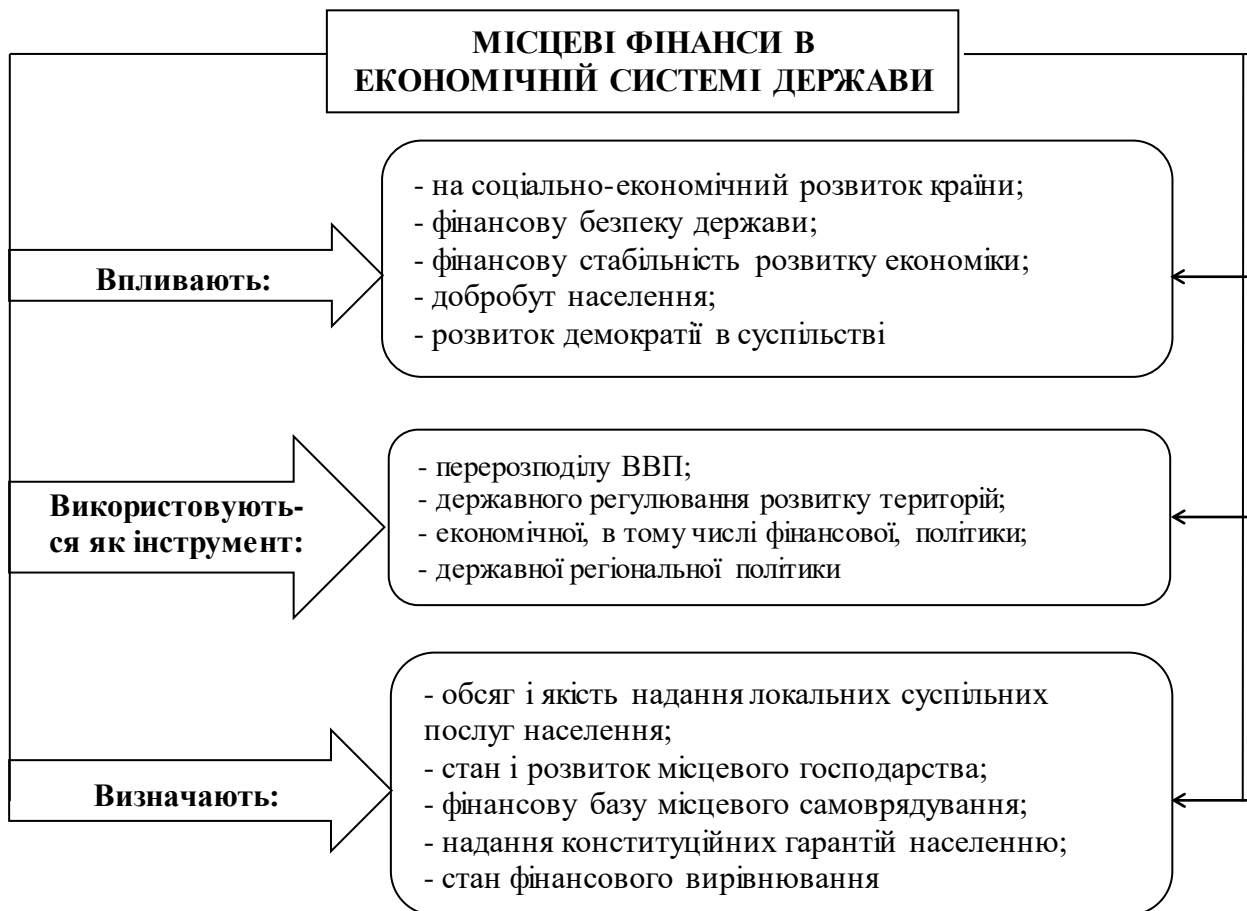 МІСЦЕВІ ФІНАНСИ В
ЕКОНОМІЧНІЙ СИСТЕМІ ДЕРЖАВИ
Впливають:
- на соціально-економічний розвиток країни;
- фінансову безпеку держави;
- фінансову стабільність розвитку економіки;
- добробут населення;
- розвиток демократії в суспільстві
Використовують-
ся як інструмент:
- перерозподілу ВВП;
- державного регулювання розвитку територій;
- економічної, в тому числі фінансової, політики;
- державної регіональної політики
Визначають:
- обсяг і якість надання локальних суспільних
послуг населення;
- стан і розвиток місцевого господарства;
- фінансову базу місцевого самоврядування;
- надання конституційних гарантій населенню;
- стан фінансового вирівнювання